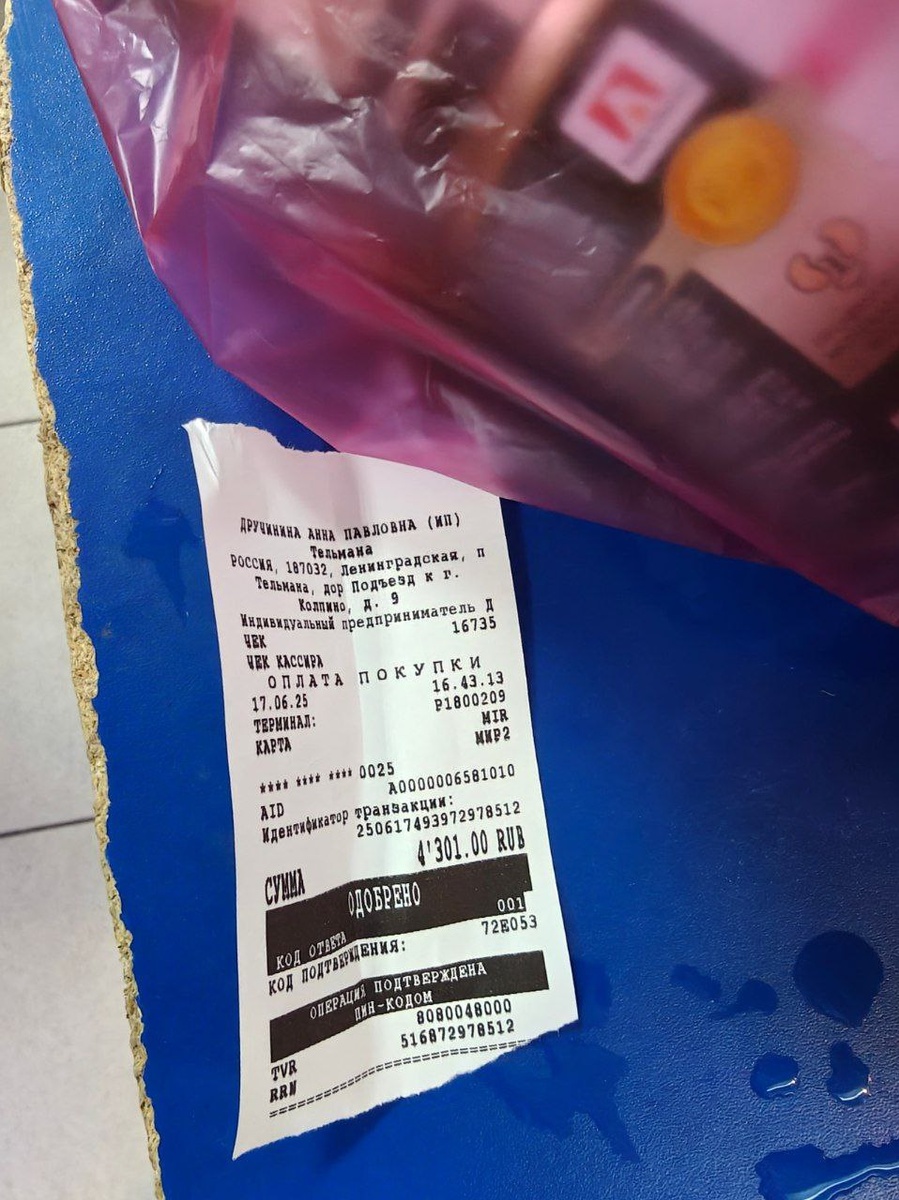 ДРУЧИНИНА АННА ПАВЛОВНА (ИП)
Тельмана
РОССИЯ, 187032, Ленинградская, п
Тельмана, дор Подъезд к г.
Колпино, д. 9
Индивидуальный предприниматель Д
ЧЕК 16735
ЧЕК КАССИРА
ОПЛАТА ПОКУПКИ
17.06.25 16.43.13
ТЕРМИНАЛ: P1800209
КАРТА MIR
МИР2
**** **** **** 0025
AID A0000006581010
Идентификатор транзакции:
250617493972978512
СУММА 4'301.00 RUB
ОДОБРЕНО
КОД ОТВЕТА 001
КОД ПОДТВЕРЖДЕНИЯ: 72E053
ОПЕРАЦИЯ ПОДТВЕРЖДЕНА
ПИН-КОДОМ
TVR 8080048000
RRN 516872978512
================================